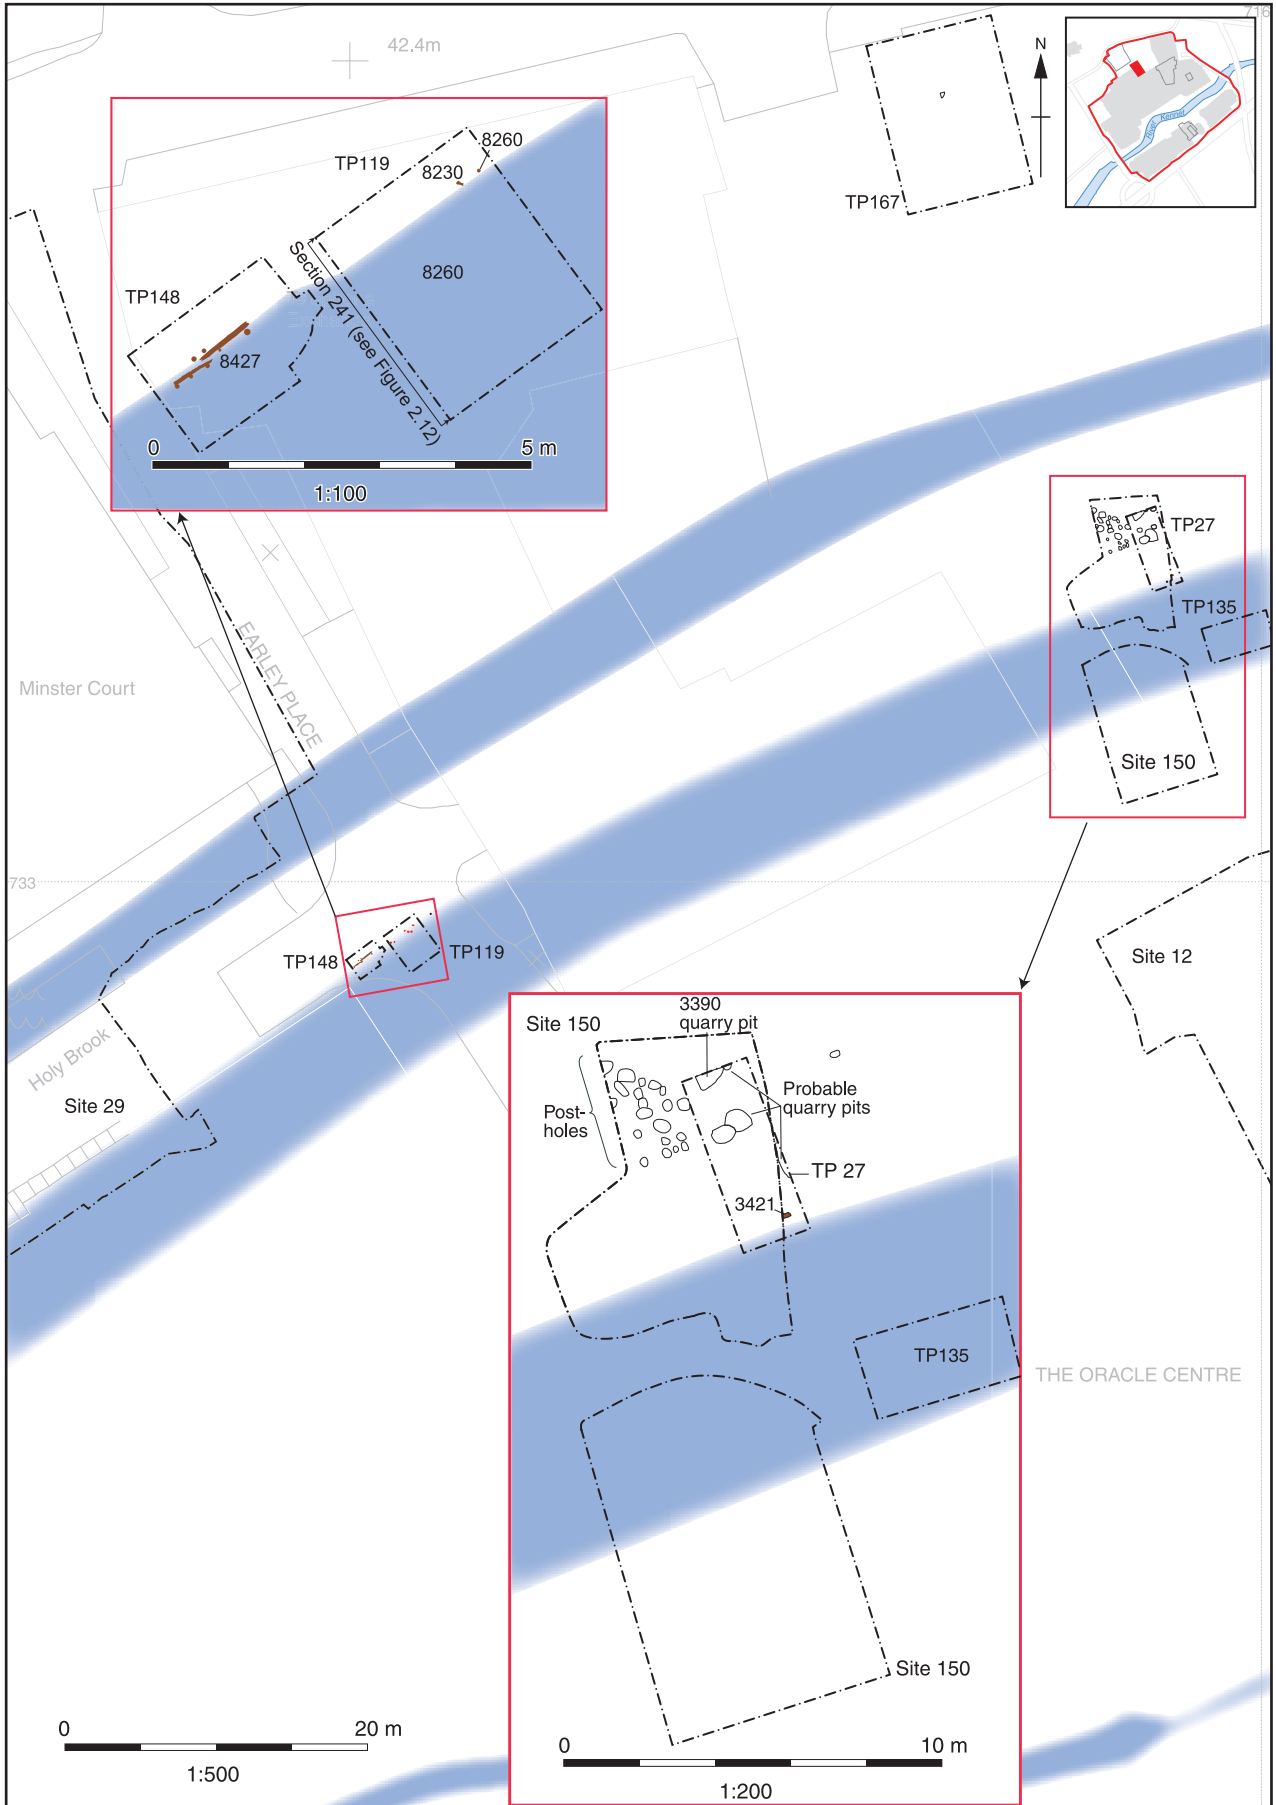 716
42.4m
N
River Kennet
TP167
TP119
8260
8230
8260
TP148
Section 241 (see Figure 2.12)
8427
0 5 m
1:100
TP27
TP135
Site 150
EARLEY PLACE
Minster Court
733
TP148
TP119
Site 12
Holy Brook
Site 29
Site 150
3390
quarry pit
Probable
quarry pits
Post-
holes
TP 27
3421
TP135
THE ORACLE CENTRE
Site 150
0 20 m
1:500
0 10 m
1:200